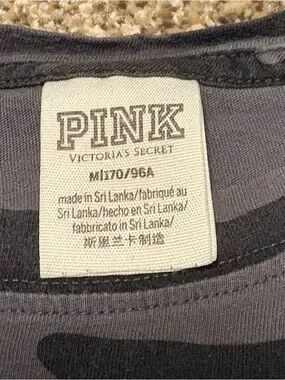 PINK
VICTORIA'S SECRET
M|170/96A
made in Sri Lanka/fabriqué au
Sri Lanka/hecho en Sri Lanka/
fabbricato in Sri Lanka/
斯里兰卡制造